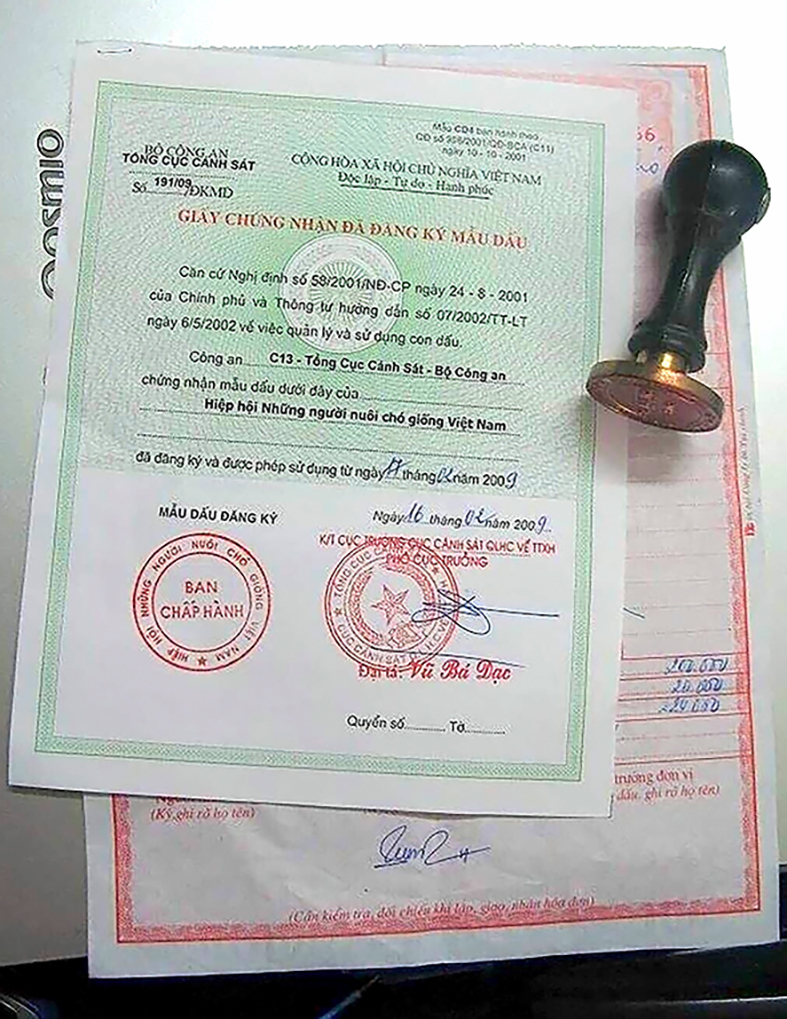 Qosmio
Mẫu CD4 ban hành theo
QĐ số 958/2001/QĐ-BCA (C11)
ngày 10 - 10 - 2001
BỘ CÔNG AN
TỔNG CỤC CẢNH SÁT
Số 191/09 /ĐKMD
CỘNG HÒA XÃ HỘI CHỦ NGHĨA VIỆT NAM
Độc lập - Tự do - Hạnh phúc
GIẤY CHỨNG NHẬN ĐÃ ĐĂNG KÝ MẪU DẤU
Căn cứ Nghị định số 58/2001/NĐ-CP ngày 24 - 8 - 2001
của Chính phủ và Thông tư hướng dẫn số 07/2002/TT-LT
ngày 6/5/2002 về việc quản lý và sử dụng con dấu.
Công an C13 - Tổng Cục Cảnh Sát - Bộ Công an
chứng nhận mẫu dấu dưới đây của
Hiệp hội Những người nuôi chó giống Việt Nam
đã đăng ký và được phép sử dụng từ ngày 17 tháng 02 năm 2009
MẪU DẤU ĐĂNG KÝ
HIỆP HỘI NHỮNG NGƯỜI NUÔI CHÓ GIỐNG VIỆT NAM
BAN
CHẤP HÀNH
Ngày 16 tháng 02 năm 2009
K/T CỤC TRƯỞNG CỤC CẢNH SÁT QLHC VỀ TTXH
PHÓ CỤC TRƯỞNG
TỔNG CỤC CẢNH SÁT
CỤC CẢNH SÁT
Đại tá: Vũ Bá Đạc
Quyển số Tờ
66
200.000
20.000
220.000
trưởng đơn vị
dấu, ghi rõ họ tên)
(Ký, ghi rõ họ tên)
(Cần kiểm tra, đối chiếu khi lập, giao, nhận hóa đơn)